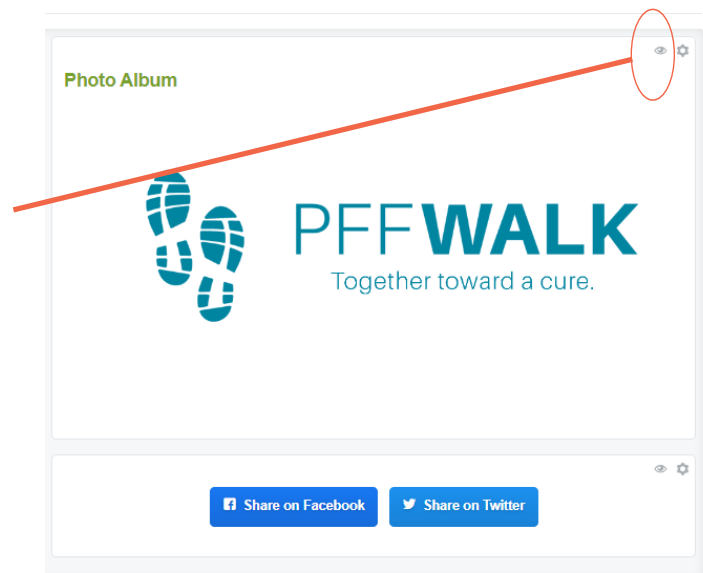 Photo Album
PFFWALK
Together toward a cure.
Share on Facebook
Share on Twitter